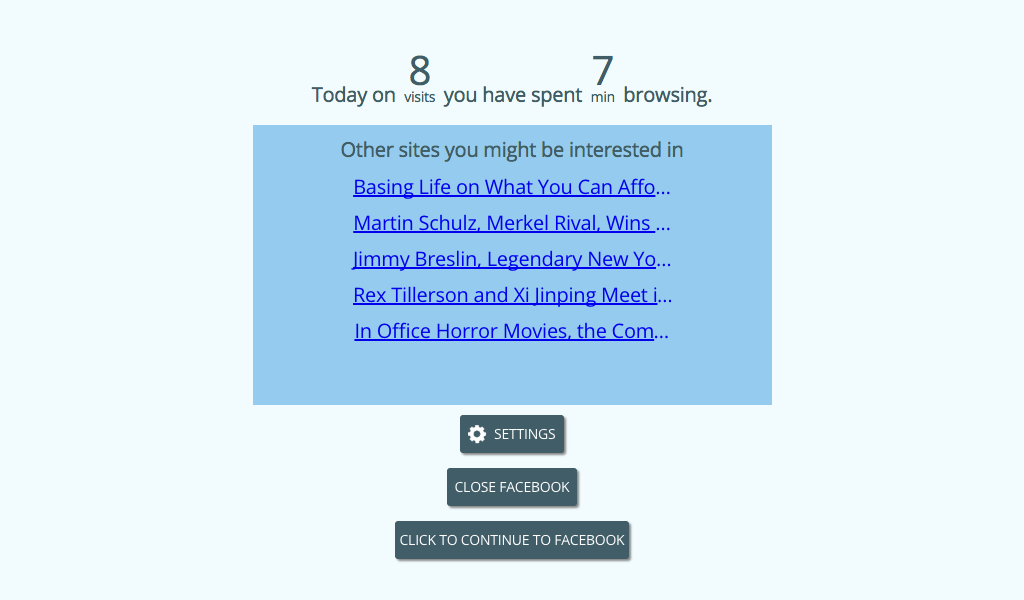 Today on 8 visits you have spent 7 min browsing.
Other sites you might be interested in
Basing Life on What You Can Affo...
Martin Schulz, Merkel Rival, Wins ...
Jimmy Breslin, Legendary New Yo...
Rex Tillerson and Xi Jinping Meet i...
In Office Horror Movies, the Com...
SETTINGS
CLOSE FACEBOOK
CLICK TO CONTINUE TO FACEBOOK